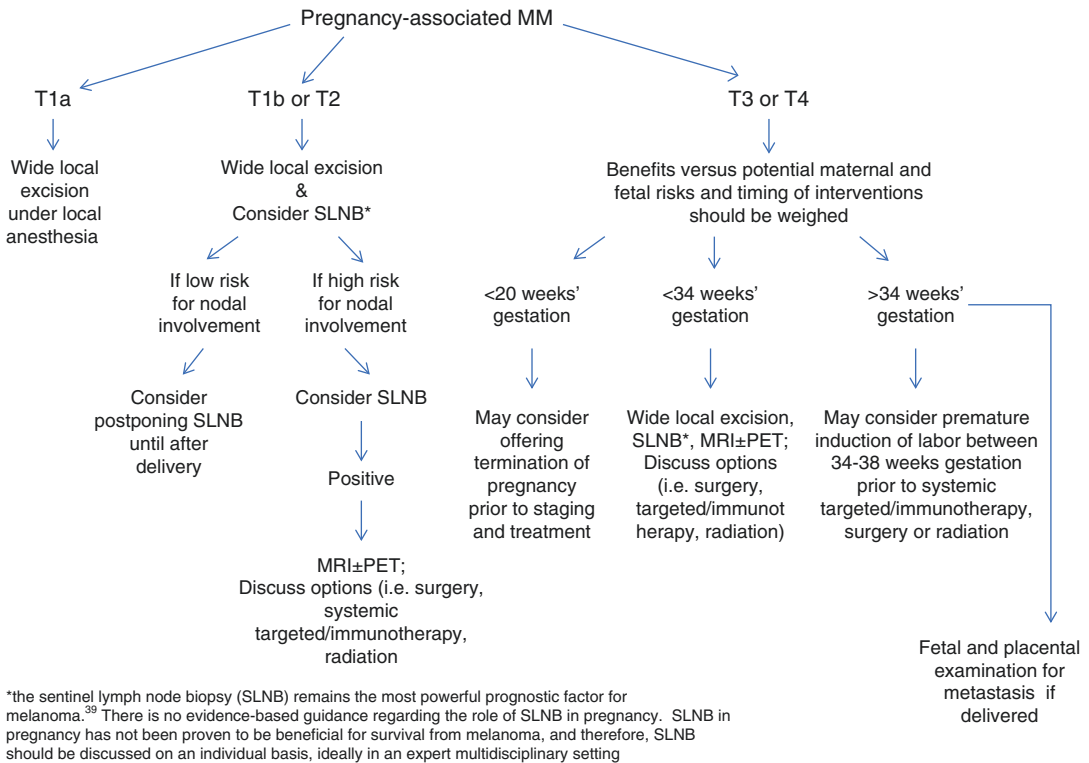 Pregnancy-associated MM
T1a
T1b or T2
T3 or T4
Wide local
excision
under local
anesthesia
Wide local excision
&
Consider SLNB*
Benefits versus potential maternal and
fetal risks and timing of interventions
should be weighed
If low risk
for nodal
involvement
If high risk
for nodal
involvement
<20 weeks'
gestation
<34 weeks'
gestation
>34 weeks'
gestation
Consider
postponing SLNB
until after
delivery
Consider SLNB
Positive
MRI±PET;
Discuss options (i.e. surgery,
systemic
targeted/immunotherapy,
radiation
May consider
offering
termination of
pregnancy
prior to staging
and treatment
Wide local excision,
SLNB*, MRI±PET;
Discuss options
(i.e. surgery,
targeted/immunot
herapy, radiation)
May consider premature
induction of labor between
34-38 weeks gestation
prior to systemic
targeted/immunotherapy,
surgery or radiation
Fetal and placental
examination for
metastasis if
delivered
*the sentinel lymph node biopsy (SLNB) remains the most powerful prognostic factor for
melanoma.39 There is no evidence-based guidance regarding the role of SLNB in pregnancy. SLNB in
pregnancy has not been proven to be beneficial for survival from melanoma, and therefore, SLNB
should be discussed on an individual basis, ideally in an expert multidisciplinary setting